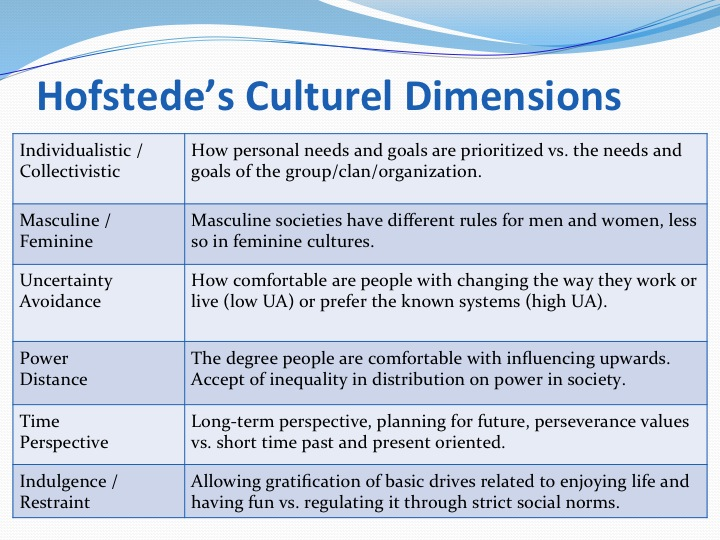 Hofstede’s Culturel Dimensions
Individualistic /
Collectivistic
How personal needs and goals are prioritized vs. the needs and
goals of the group/clan/organization.
Masculine /
Feminine
Masculine societies have different rules for men and women, less
so in feminine cultures.
Uncertainty
Avoidance
How comfortable are people with changing the way they work or
live (low UA) or prefer the known systems (high UA).
Power
Distance
The degree people are comfortable with influencing upwards.
Accept of inequality in distribution on power in society.
Time
Perspective
Long-term perspective, planning for future, perseverance values
vs. short time past and present oriented.
Indulgence /
Restraint
Allowing gratification of basic drives related to enjoying life and
having fun vs. regulating it through strict social norms.